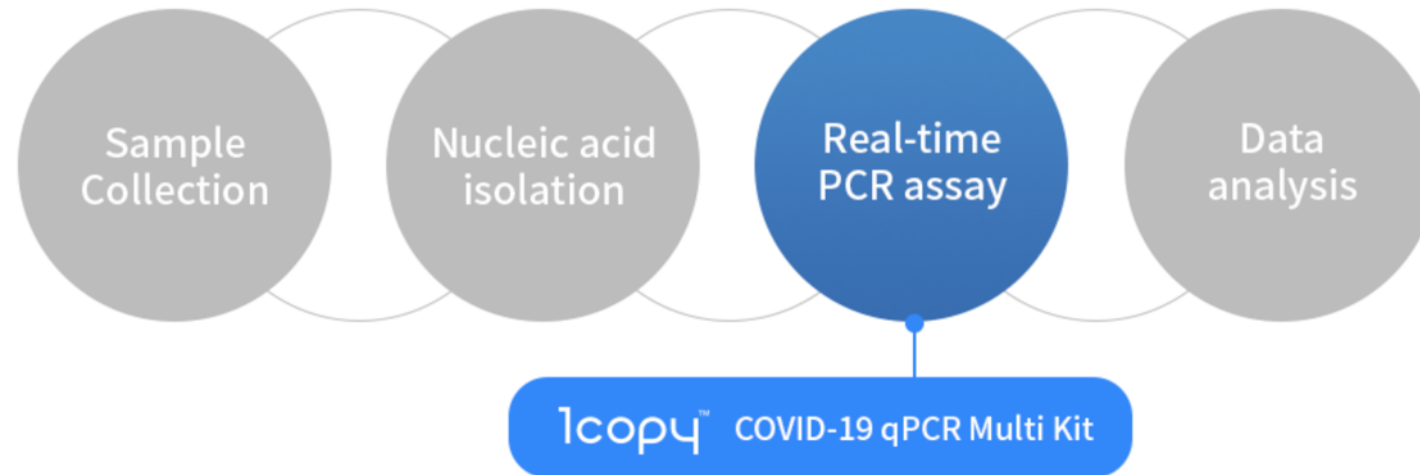 Sample
Collection
Nucleic acid
isolation
Real-time
PCR assay
Data
analysis
1copy™ COVID-19 qPCR Multi Kit